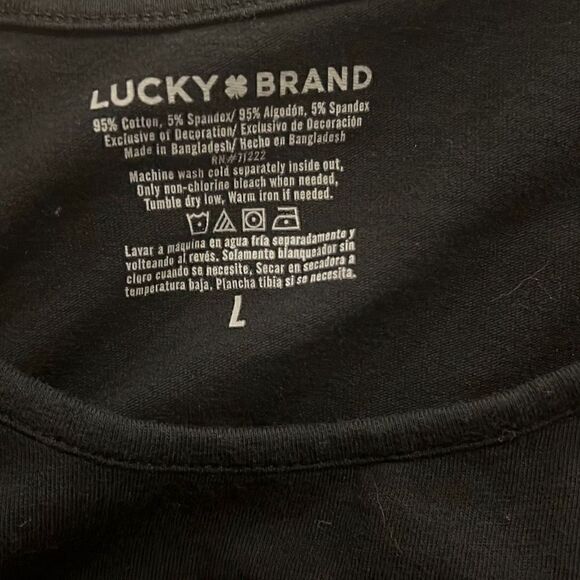 LUCKY BRAND
95% Cotton, 5% Spandex/ 95% Algodón, 5% Spandex
Exclusive of Decoration/ Exclusivo de Decoración
Made in Bangladesh/ Hecho en Bangladesh
RN#71222
Machine wash cold separately inside out,
Only non-chlorine bleach when needed,
Tumble dry low, Warm iron if needed.
Lavar a máquina en agua fría separadamente y
volteando al revés. Solamente blanqueador sin
cloro cuando se necesite, Secar en secadora a
temperatura baja. Plancha tibia si se necesita.
L